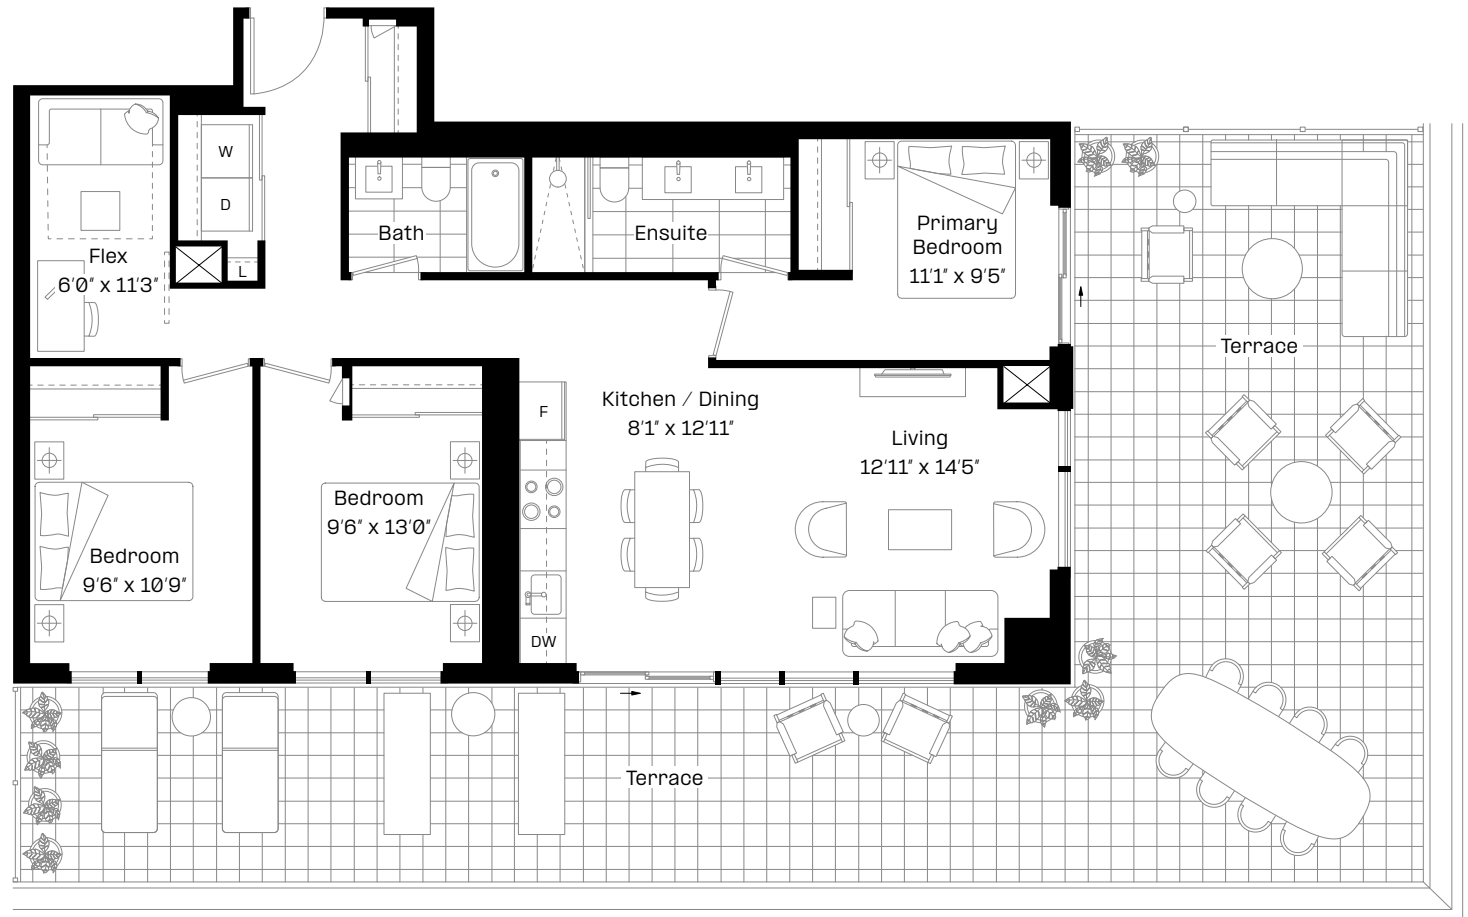 W
D
L
Flex
6'0" x 11'3"
Bath
Ensuite
Primary
Bedroom
11'1" x 9'5"
Terrace
F
Kitchen / Dining
8'1" x 12'11"
Living
12'11" x 14'5"
Bedroom
9'6" x 13'0"
Bedroom
9'6" x 10'9"
DW
Terrace